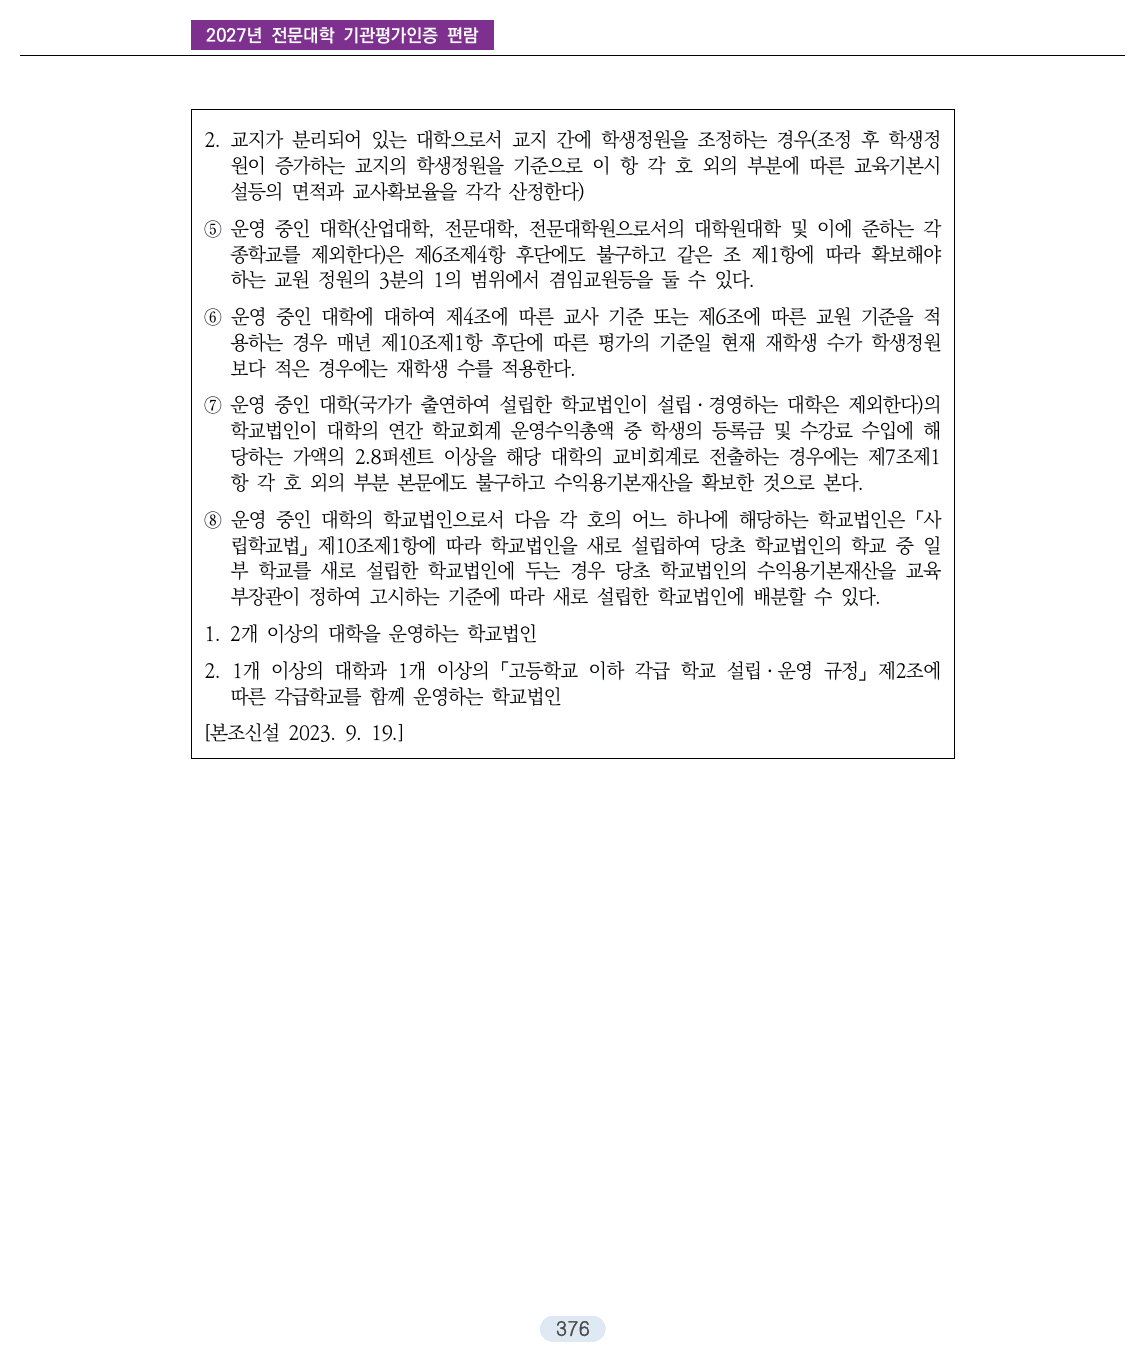 2027년 전문대학 기관평가인증 편람
2. 교지가 분리되어 있는 대학으로서 교지 간에 학생정원을 조정하는 경우(조정 후 학생정
원이 증가하는 교지의 학생정원을 기준으로 이 항 각 호 외의 부분에 따른 교육기본시
설등의 면적과 교사확보율을 각각 산정한다)
⑤ 운영 중인 대학(산업대학, 전문대학, 전문대학원으로서의 대학원대학 및 이에 준하는 각
종학교를 제외한다)은 제6조제4항 후단에도 불구하고 같은 조 제1항에 따라 확보해야
하는 교원 정원의 3분의 1의 범위에서 겸임교원등을 둘 수 있다.
⑥ 운영 중인 대학에 대하여 제4조에 따른 교사 기준 또는 제6조에 따른 교원 기준을 적
용하는 경우 매년 제10조제1항 후단에 따른 평가의 기준일 현재 재학생 수가 학생정원
보다 적은 경우에는 재학생 수를 적용한다.
⑦ 운영 중인 대학(국가가 출연하여 설립한 학교법인이 설립·경영하는 대학은 제외한다)의
학교법인이 대학의 연간 학교회계 운영수익총액 중 학생의 등록금 및 수강료 수입에 해
당하는 가액의 2.8퍼센트 이상을 해당 대학의 교비회계로 전출하는 경우에는 제7조제1
항 각 호 외의 부분 본문에도 불구하고 수익용기본재산을 확보한 것으로 본다.
⑧ 운영 중인 대학의 학교법인으로서 다음 각 호의 어느 하나에 해당하는 학교법인은 「사
립학교법」 제10조제1항에 따라 학교법인을 새로 설립하여 당초 학교법인의 학교 중 일
부 학교를 새로 설립한 학교법인에 두는 경우 당초 학교법인의 수익용기본재산을 교육
부장관이 정하여 고시하는 기준에 따라 새로 설립한 학교법인에 배분할 수 있다.
1. 2개 이상의 대학을 운영하는 학교법인
2. 1개 이상의 대학과 1개 이상의 「고등학교 이하 각급 학교 설립·운영 규정」 제2조에
따른 각급학교를 함께 운영하는 학교법인
[본조신설 2023. 9. 19.]
376